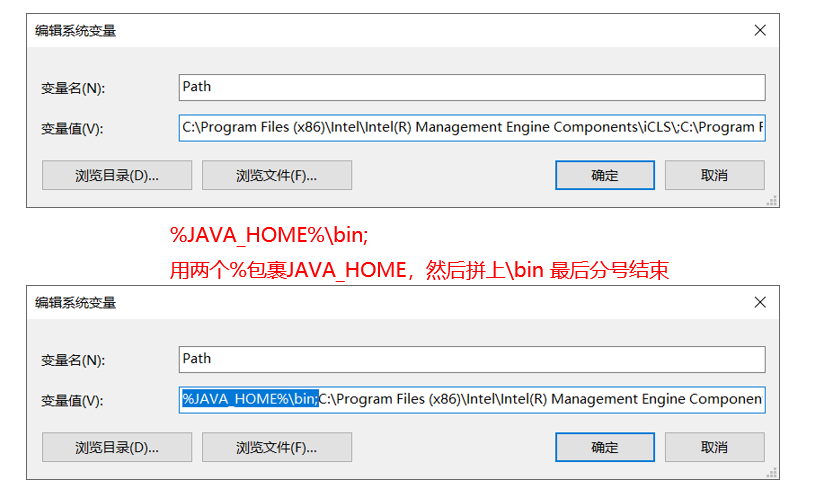 编辑系统变量
变量名(N):
Path
变量值(V):
C:\Program Files (x86)\Intel\Intel(R) Management Engine Components\iCLS\;C:\Program F
浏览目录(D)...
浏览文件(F)...
确定
取消
%JAVA_HOME%\bin;
用两个%包裹JAVA_HOME，然后拼上\bin 最后分号结束
编辑系统变量
变量名(N):
Path
变量值(V):
%JAVA_HOME%\bin;C:\Program Files (x86)\Intel\Intel(R) Management Engine Componen
浏览目录(D)...
浏览文件(F)...
确定
取消